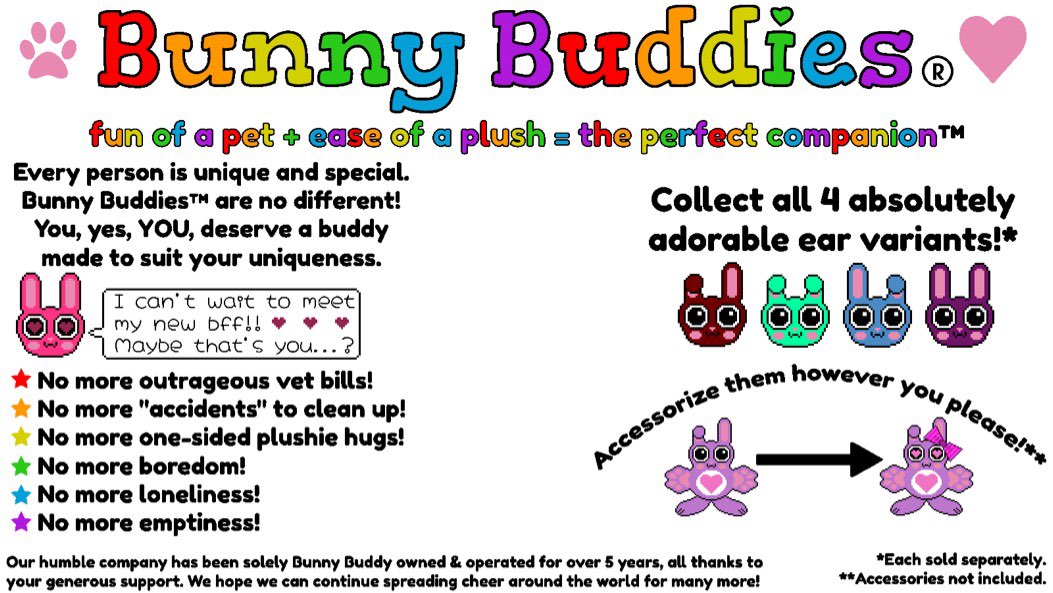 Bunny Buddies®
fun of a pet + ease of a plush = the perfect companion™
Every person is unique and special.
Bunny Buddies™ are no different!
You, yes, YOU, deserve a buddy
made to suit your uniqueness.
I can't wait to meet
my new bff!! ♥ ♥ ♥
Maybe that's you...?
★ No more outrageous vet bills!
★ No more "accidents" to clean up!
★ No more one-sided plushie hugs!
★ No more boredom!
★ No more loneliness!
★ No more emptiness!
Collect all 4 absolutely
adorable ear variants!*
Accessorize them however you please!**
Our humble company has been solely Bunny Buddy owned & operated for over 5 years, all thanks to
your generous support. We hope we can continue spreading cheer around the world for many more!
*Each sold separately.
**Accessories not included.